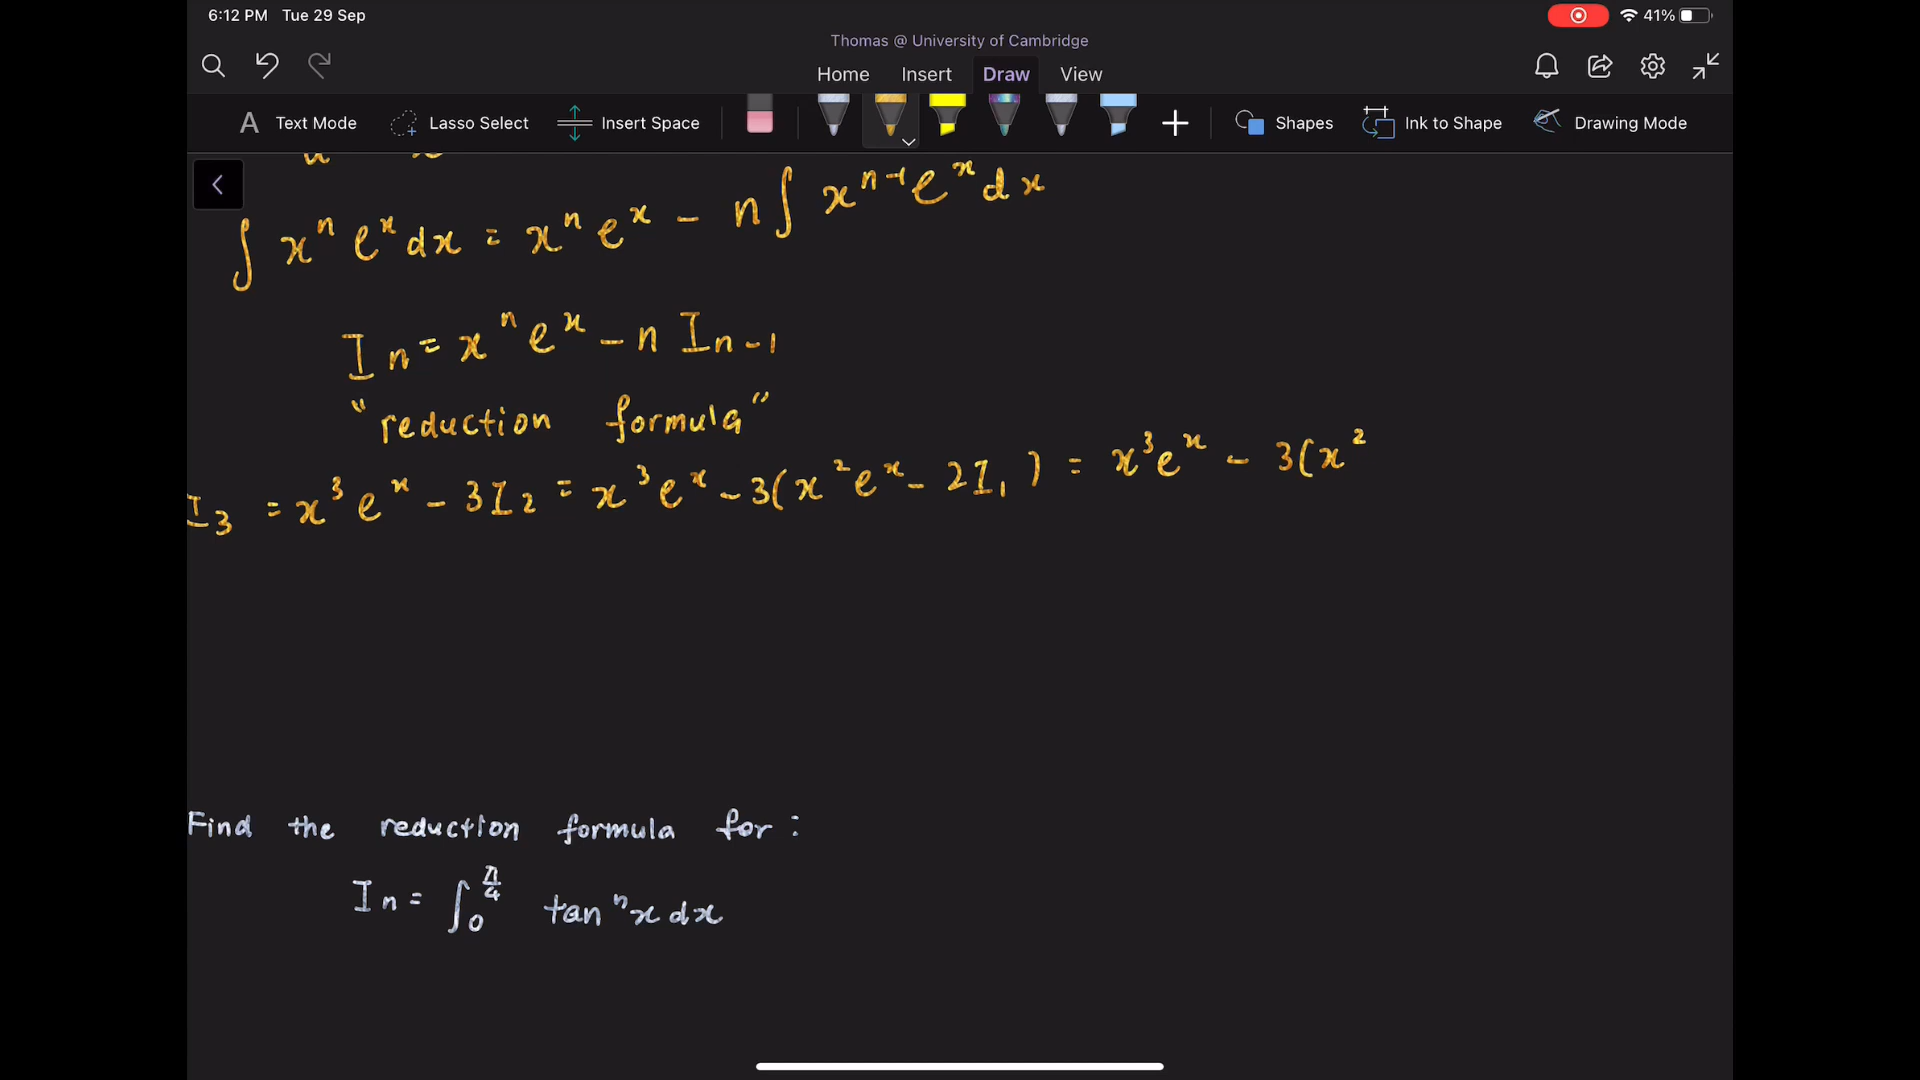 6:12 PM Tue 29 Sep 41%
Thomas @ University of Cambridge
Home Insert Draw View
Text Mode Lasso Select Insert Space Shapes Ink to Shape Drawing Mode
∫ xⁿ eˣ dx = xⁿ eˣ - n ∫ xⁿ⁻¹ eˣ dx
Iₙ = xⁿ eˣ - n Iₙ₋₁
"reduction formula"
I₃ = x³ eˣ - 3I₂ = x³ eˣ - 3(x² eˣ - 2I₁) = x³ eˣ - 3(x²
Find the reduction formula for :
Iₙ = ∫₀^(π/4) tanⁿ x dx